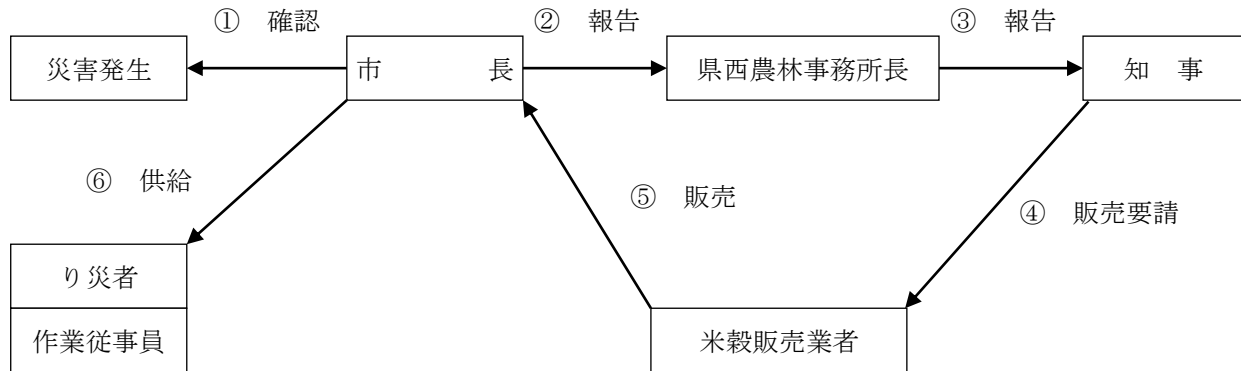 ① 確認
② 報告
③ 報告
災害発生
市 長
県西農林事務所長
知 事
⑥ 供給
⑤ 販売
④ 販売要請
り災者
作業従事員
米穀販売業者